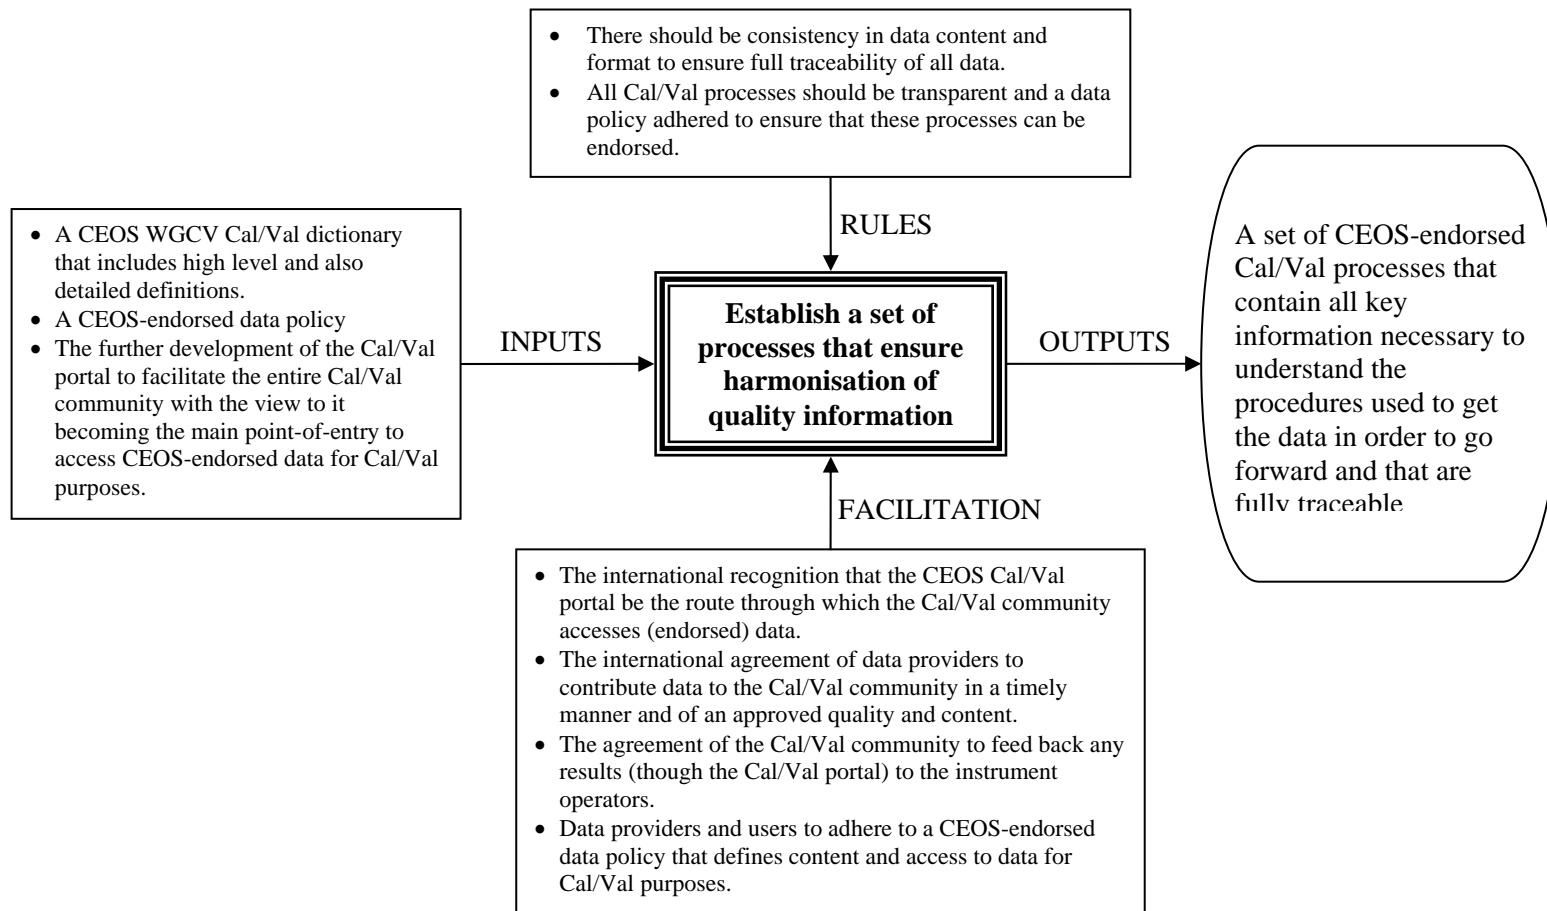 • There should be consistency in data content and
format to ensure full traceability of all data.
• All Cal/Val processes should be transparent and a data
policy adhered to ensure that these processes can be
endorsed.
RULES
• A CEOS WGCV Cal/Val dictionary
that includes high level and also
detailed definitions.
• A CEOS-endorsed data policy
• The further development of the Cal/Val
portal to facilitate the entire Cal/Val
community with the view to it
becoming the main point-of-entry to
access CEOS-endorsed data for Cal/Val
purposes.
INPUTS
Establish a set of
processes that ensure
harmonisation of
quality information
OUTPUTS
A set of CEOS-endorsed
Cal/Val processes that
contain all key
information necessary to
understand the
procedures used to get
the data in order to go
forward and that are
fully traceable
FACILITATION
• The international recognition that the CEOS Cal/Val
portal be the route through which the Cal/Val community
accesses (endorsed) data.
• The international agreement of data providers to
contribute data to the Cal/Val community in a timely
manner and of an approved quality and content.
• The agreement of the Cal/Val community to feed back any
results (though the Cal/Val portal) to the instrument
operators.
• Data providers and users to adhere to a CEOS-endorsed
data policy that defines content and access to data for
Cal/Val purposes.